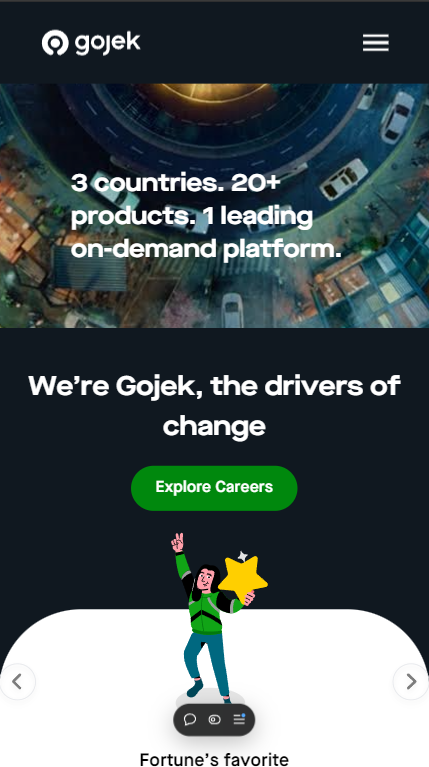 gojek
3 countries. 20+
products. 1 leading
on-demand platform.
We’re Gojek, the drivers of
change
Explore Careers
Fortune’s favorite